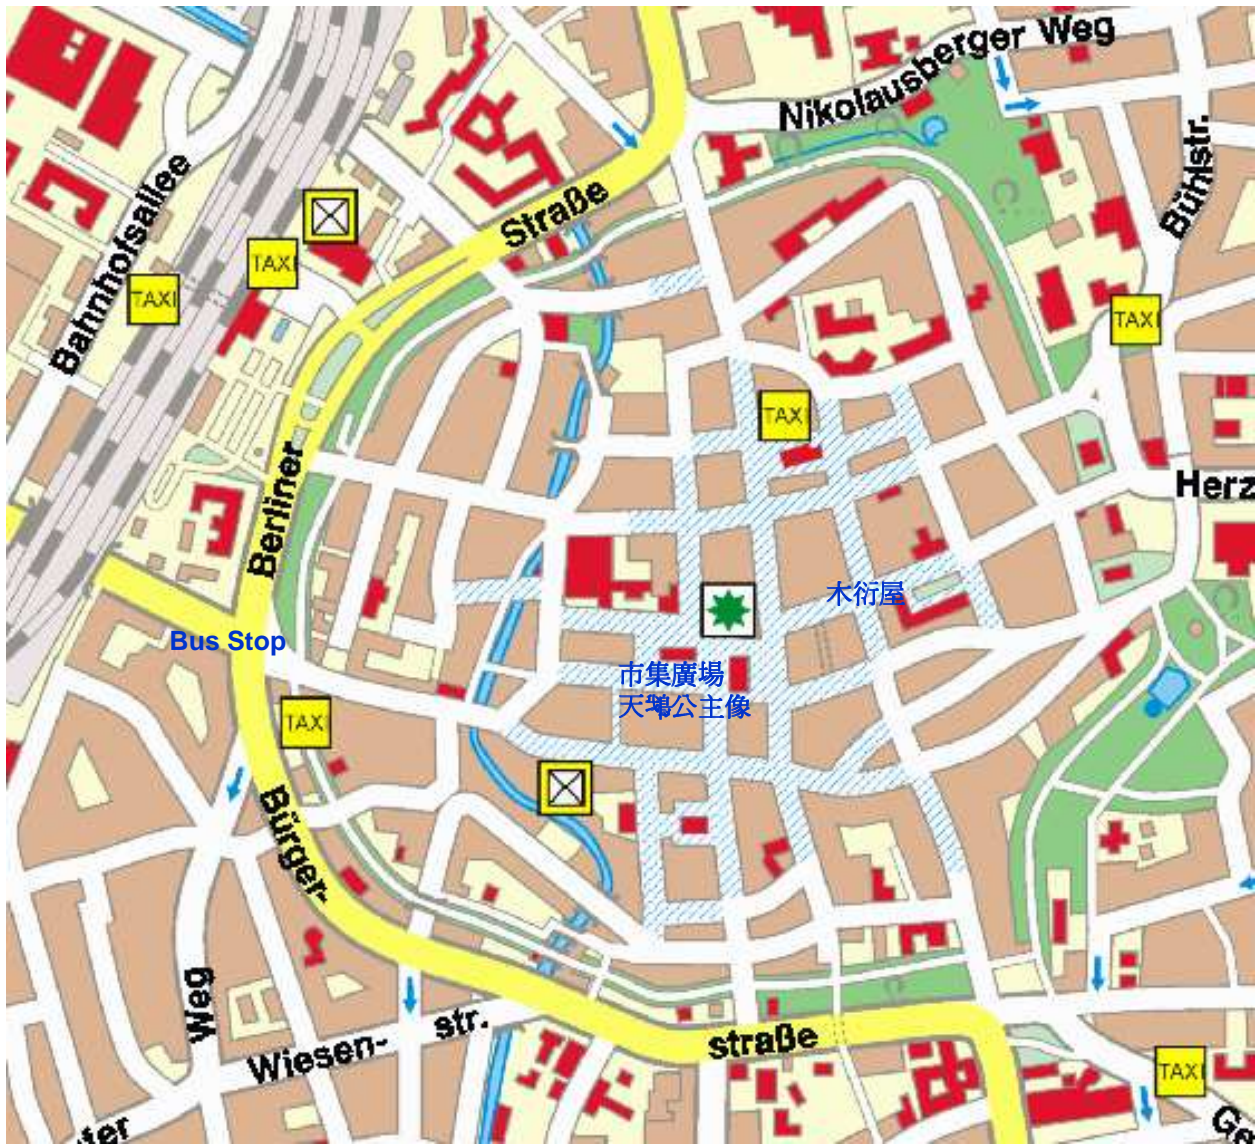 Nikolausberger Weg
Bühlstr.
Straße
Bahnhofsallee
TAXI
TAXI
TAXI
TAXI
Berliner
Herz
木衍屋
Bus Stop
市集廣場
天鵝公主像
TAXI
Bürger-
Weg
Wiesen-
str.
straße
TAXI
Ge